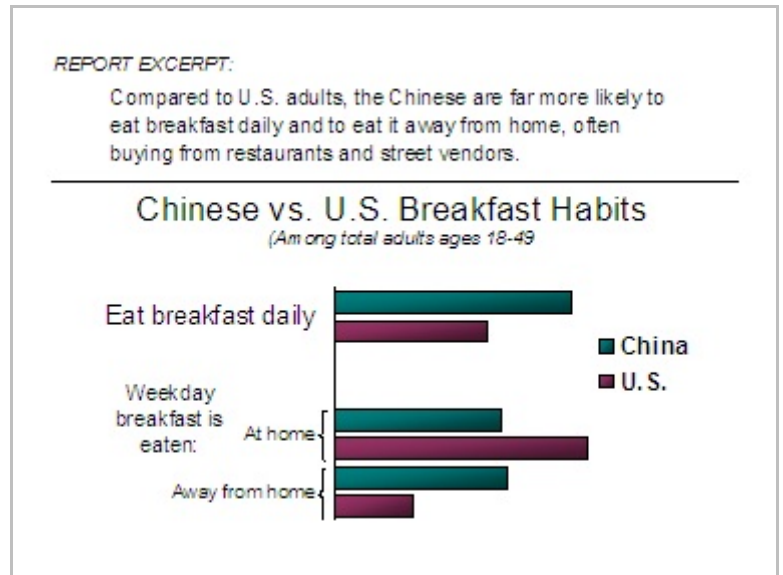 REPORT EXCERPT:
Compared to U.S. adults, the Chinese are far more likely to
eat breakfast daily and to eat it away from home, often
buying from restaurants and street vendors.
Chinese vs. U.S. Breakfast Habits
(Among total adults ages 18-49
Eat breakfast daily
China
U.S.
Weekday
breakfast is
eaten:
At home
Away from home